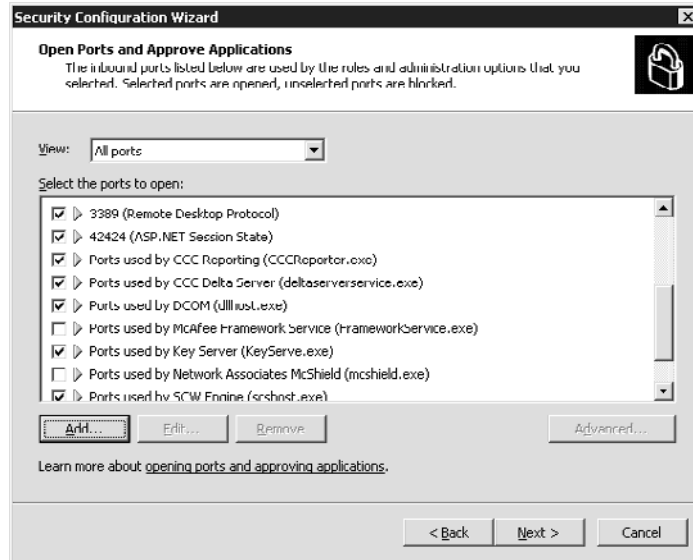 Security Configuration Wizard
Open Ports and Approve Applications
The inbound ports listed below are used by the roles and administration options that you
selected. Selected ports are opened, unselected ports are blocked.
View: All ports
Select the ports to open:
3389 (Remote Desktop Protocol)
42424 (ASP.NET Session State)
Ports used by CCC Reporting (CCCReporter.exe)
Ports used by CCC Delta Server (deltaserverservice.exe)
Ports used by DCOM (dllhost.exe)
Ports used by McAfee Framework Service (FrameworkService.exe)
Ports used by Key Server (KeyServe.exe)
Ports used by Network Associates McShield (mcshield.exe)
Ports used by SCW Engine (scshost.exe)
Add... Edit... Remove Advanced...
Learn more about opening ports and approving applications.
< Back Next > Cancel